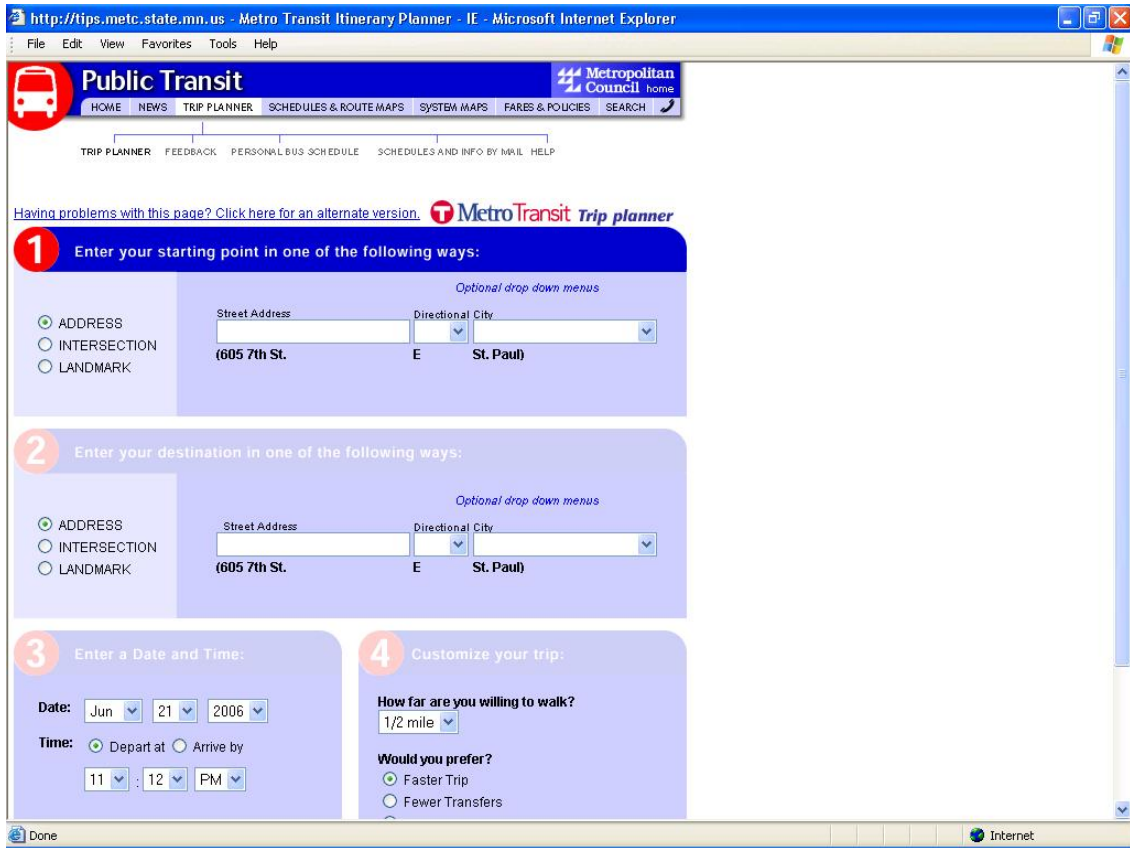 http://tips.metc.state.mn.us - Metro Transit Itinerary Planner - IE - Microsoft Internet Explorer
File Edit View Favorites Tools Help
Public Transit
Metropolitan
Council home
HOME NEWS TRIP PLANNER SCHEDULES & ROUTE MAPS SYSTEM MAPS FARES & POLICIES SEARCH
TRIP PLANNER FEEDBACK PERSONAL BUS SCHEDULE SCHEDULES AND INFO BY MAIL HELP
Having problems with this page? Click here for an alternate version. T MetroTransit Trip planner
1 Enter your starting point in one of the following ways:
Optional drop down menus
ADDRESS
INTERSECTION
LANDMARK
Street Address Directional City
(605 7th St. E St. Paul)
2 Enter your destination in one of the following ways:
Optional drop down menus
ADDRESS
INTERSECTION
LANDMARK
Street Address Directional City
(605 7th St. E St. Paul)
3 Enter a Date and Time:
Date: Jun 21 2006
Time: Depart at Arrive by
11 : 12 PM
4 Customize your trip:
How far are you willing to walk?
1/2 mile
Would you prefer?
Faster Trip
Fewer Transfers
Done Internet